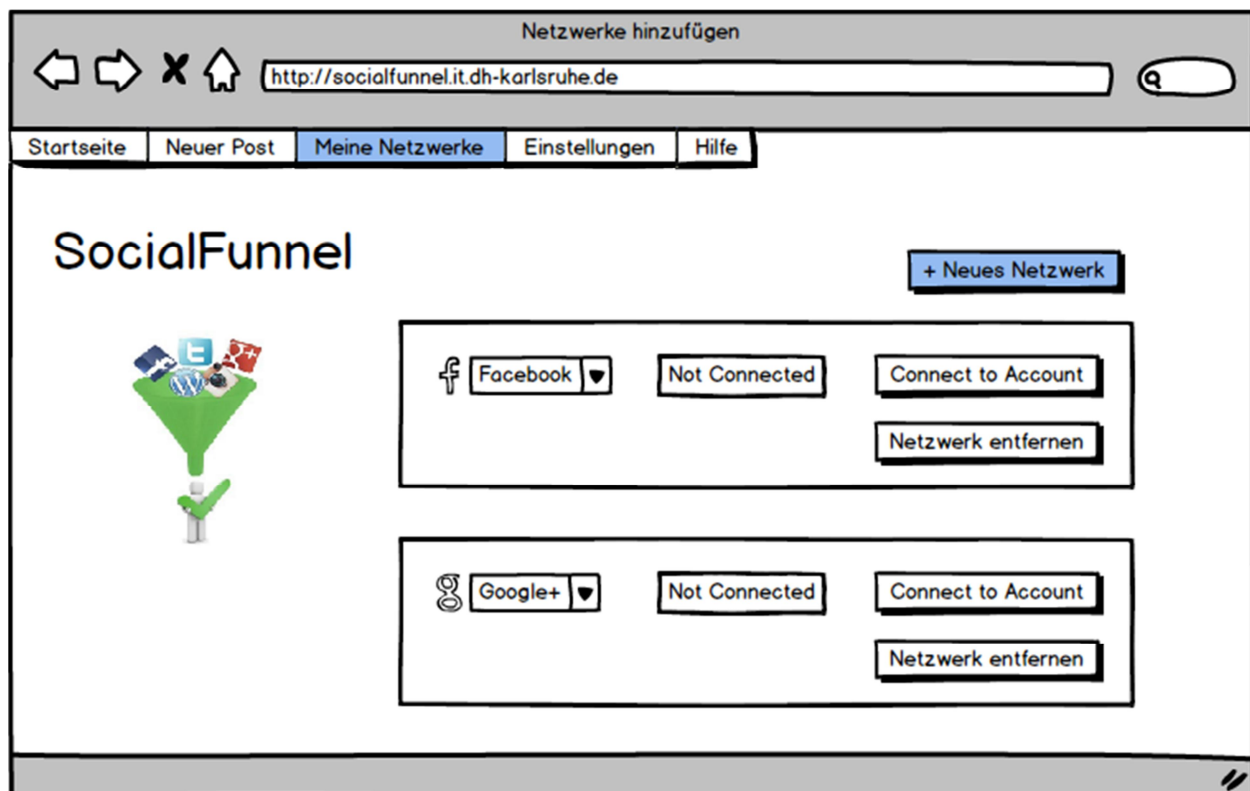 Netzwerke hinzufügen
http://socialfunnel.it.dh-karlsruhe.de
Startseite Neuer Post Meine Netzwerke Einstellungen Hilfe
SocialFunnel
+ Neues Netzwerk
Facebook Not Connected Connect to Account
Netzwerk entfernen
Google+ Not Connected Connect to Account
Netzwerk entfernen